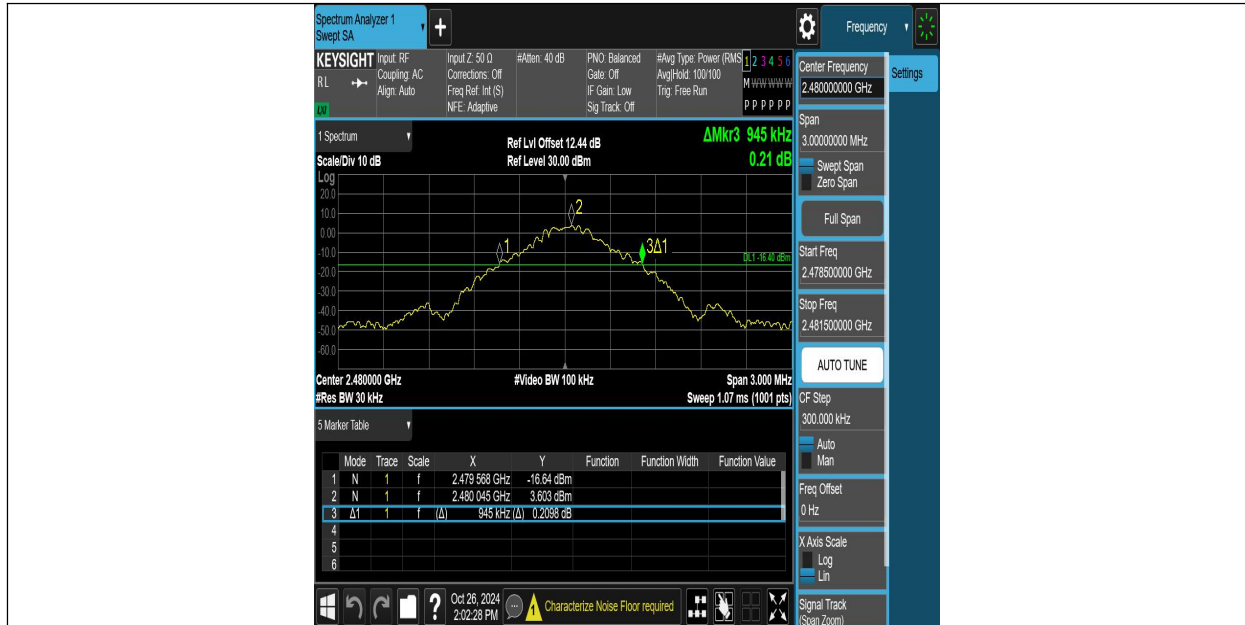 Spectrum Analyzer 1
Swept SA
+
Frequency
KEYSIGHT
RL
LXI
Input: RF
Coupling: AC
Align: Auto
Input Z: 50 Ω
Corrections: Off
Freq Ref: Int (S)
NFE: Adaptive
#Atten: 40 dB
PNO: Balanced
Gate: Off
IF Gain: Low
Sig Track: Off
#Avg Type: Power (RMS
Avg|Hold: 100/100
Trig: Free Run
1 2 3 4 5 6
M W W W W W
P P P P P P
1 Spectrum
Scale/Div 10 dB
Ref Lvl Offset 12.44 dB
Ref Level 30.00 dBm
ΔMkr3 945 kHz
0.21 dB
Log
20.0
10.0
0.00
-10.0
-20.0
-30.0
-40.0
-50.0
-60.0
1
2
3Δ1
DL1 -16.40 dBm
Center 2.480000 GHz
#Res BW 30 kHz
#Video BW 100 kHz
Span 3.000 MHz
Sweep 1.07 ms (1001 pts)
5 Marker Table
Mode Trace Scale X Y Function Function Width Function Value
1 N 1 f 2.479 568 GHz -16.64 dBm
2 N 1 f 2.480 045 GHz 3.603 dBm
3 Δ1 1 f (Δ) 945 kHz (Δ) 0.2098 dB
4
5
6
?
Oct 26, 2024
2:02:28 PM
1
Characterize Noise Floor required
Center Frequency
2.480000000 GHz
Settings
Span
3.00000000 MHz
Swept Span
Zero Span
Full Span
Start Freq
2.478500000 GHz
Stop Freq
2.481500000 GHz
AUTO TUNE
CF Step
300.000 kHz
Auto
Man
Freq Offset
0 Hz
X Axis Scale
Log
Lin
Signal Track
(Span Zoom)